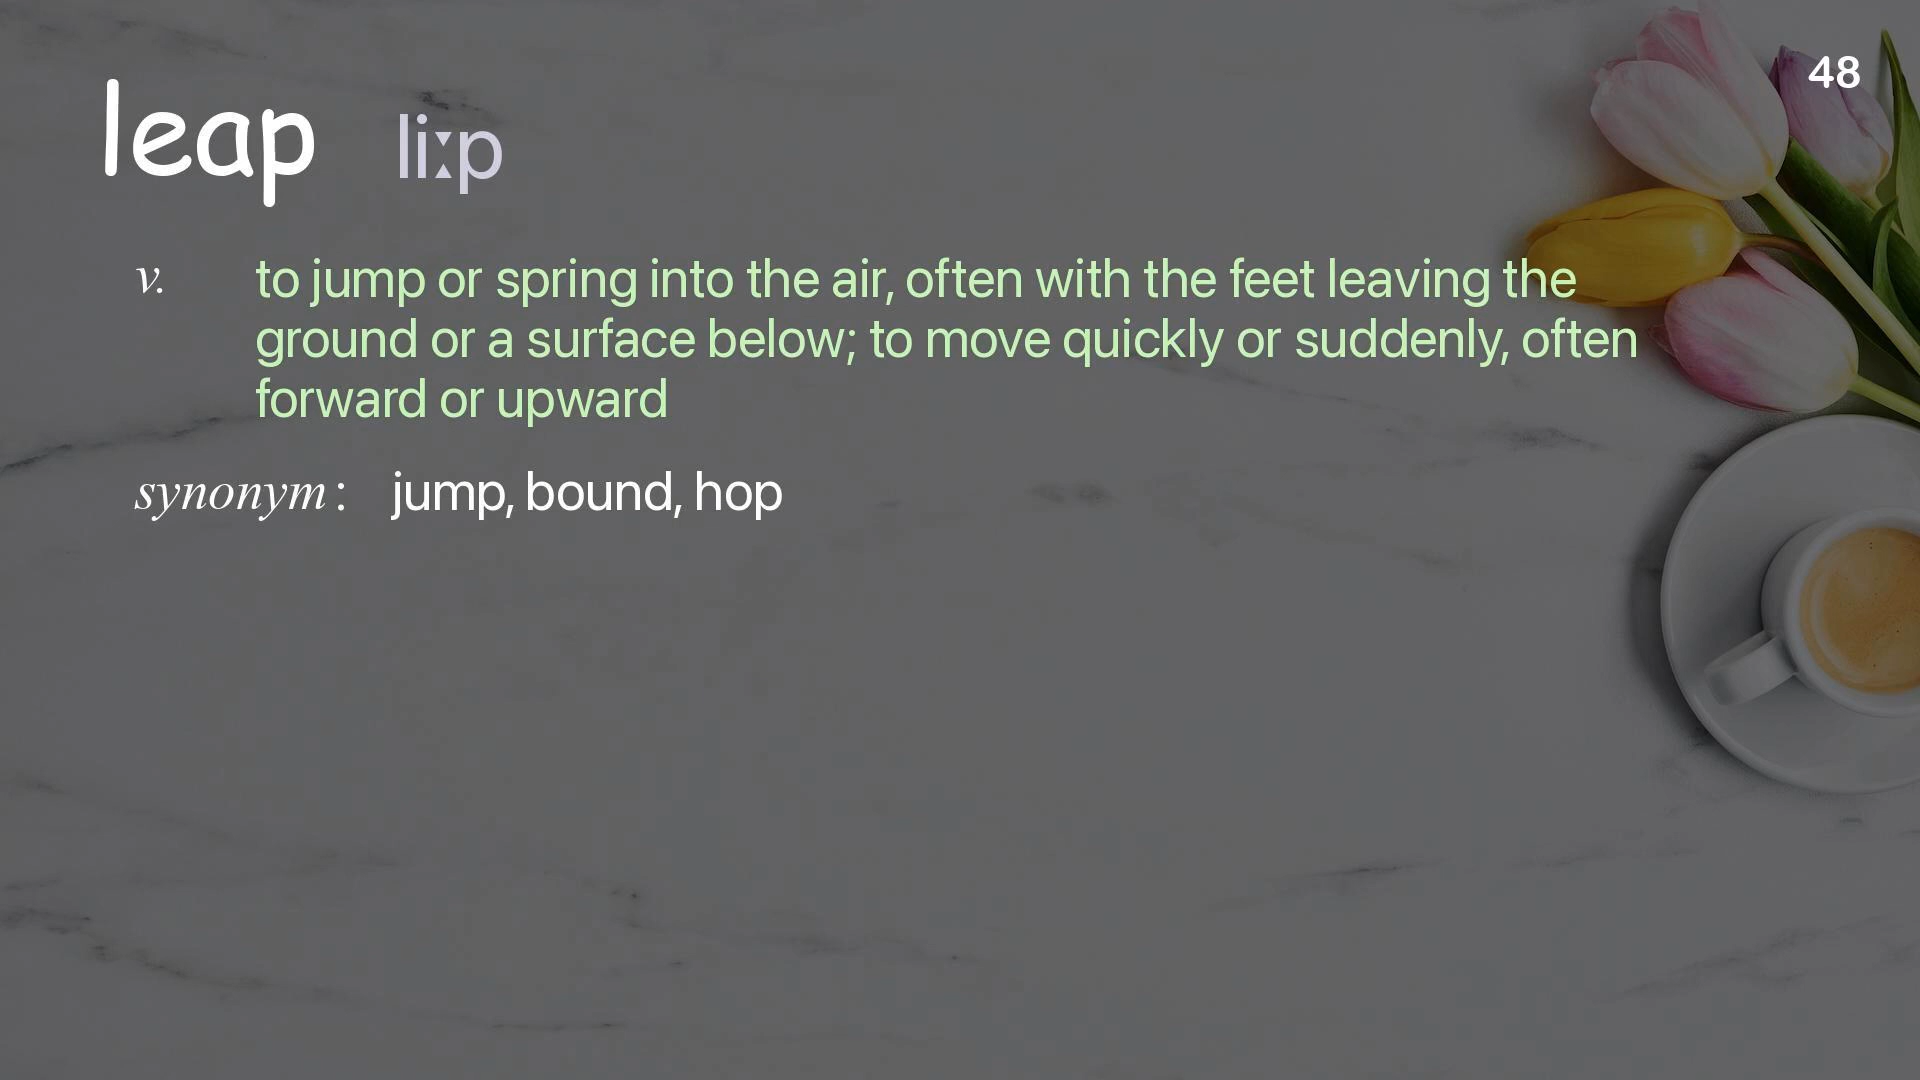 48
leap liːp
v. to jump or spring into the air, often with the feet leaving the
ground or a surface below; to move quickly or suddenly, often
forward or upward
synonym : jump, bound, hop